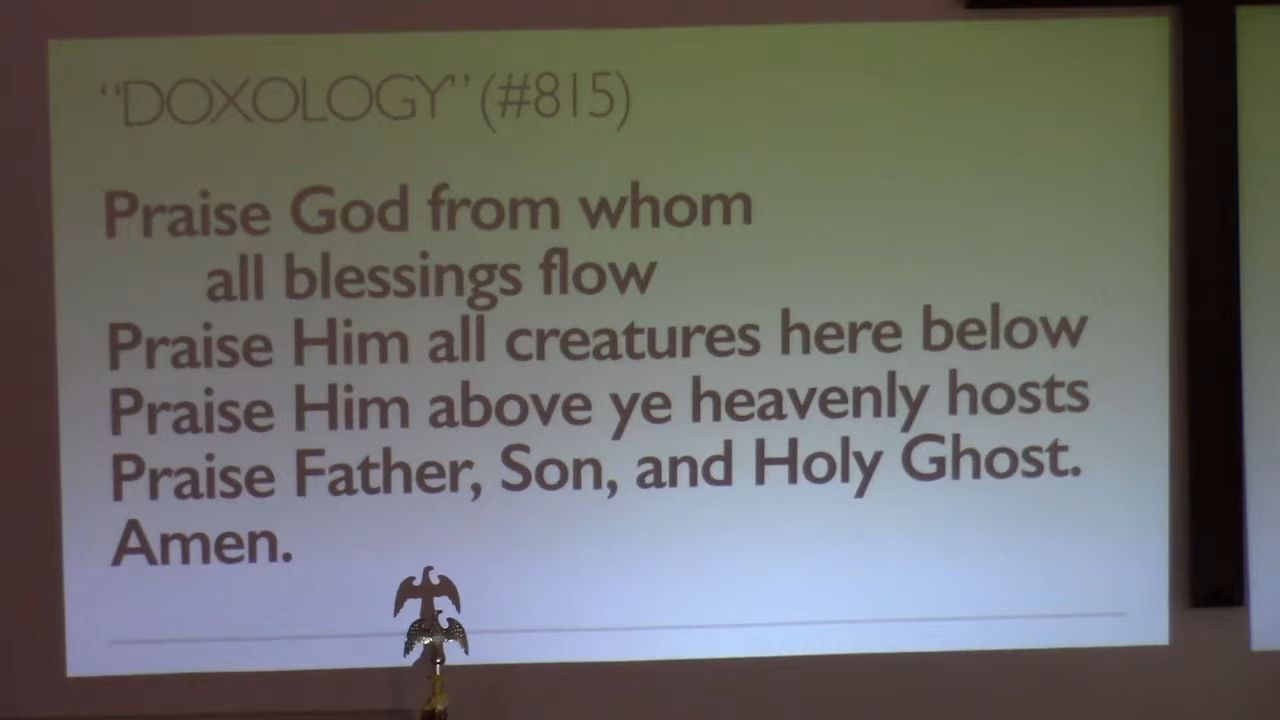 "DOXOLOGY" (#815)
Praise God from whom
all blessings flow
Praise Him all creatures here below
Praise Him above ye heavenly hosts
Praise Father, Son, and Holy Ghost.
Amen.